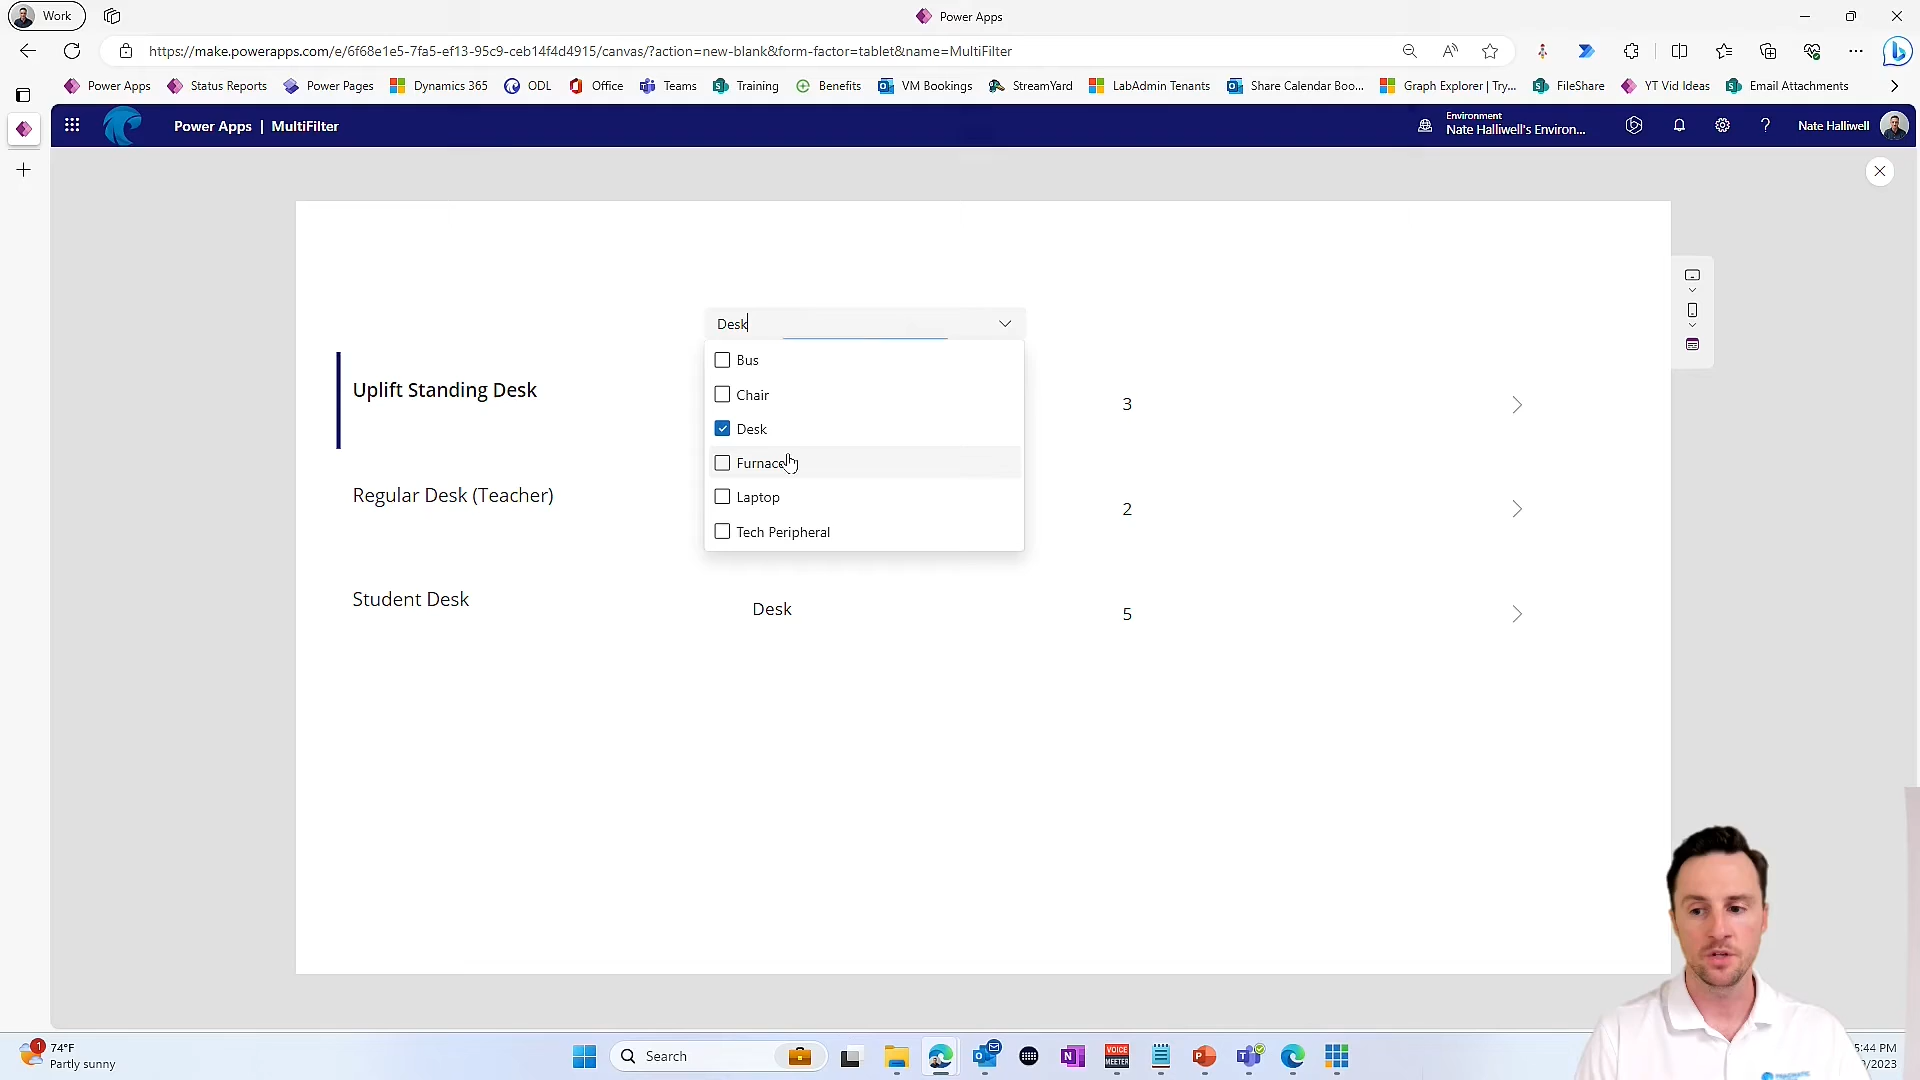 Work
Power Apps
https://make.powerapps.com/e/6f68e1e5-7fa5-ef13-95c9-ceb14f4d4915/canvas/?action=new-blank&form-factor=tablet&name=MultiFilter
Power Apps Status Reports Power Pages Dynamics 365 ODL Office Teams Training Benefits VM Bookings StreamYard LabAdmin Tenants Share Calendar Boo... Graph Explorer | Try,... FileShare YT Vid Ideas Email Attachments
Power Apps | MultiFilter
Environment
Nate Halliwell's Environ...
Nate Halliwell
Desk
Bus
Chair
Desk
Furnace
Laptop
Tech Peripheral
Uplift Standing Desk 3
Regular Desk (Teacher) 2
Student Desk Desk 5
1
74°F
Partly sunny
Search
VOICE
MEETER
5:44 PM
/2023